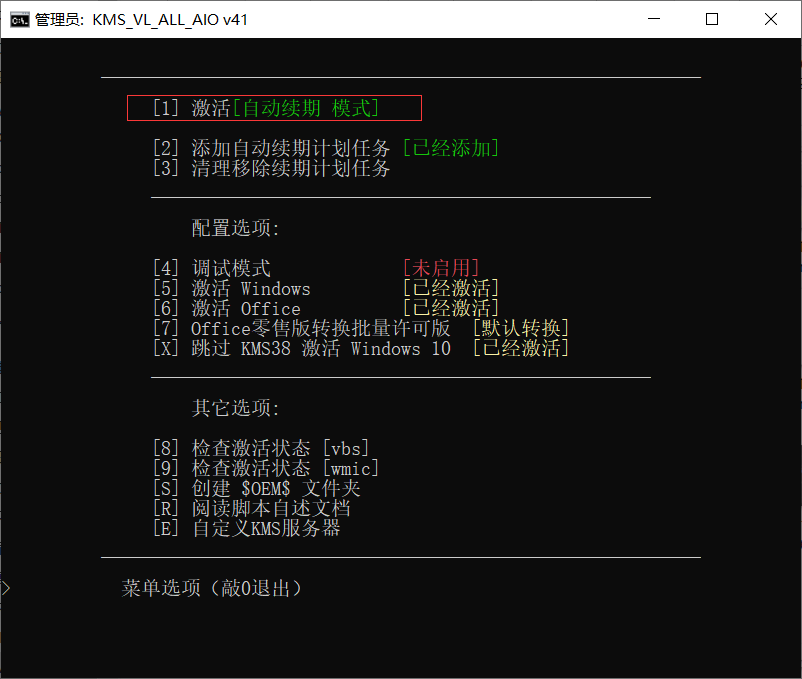 管理员: KMS_VL_ALL_AIO v41
[1] 激活[自动续期 模式]
[2] 添加自动续期计划任务 [已经添加]
[3] 清理移除续期计划任务
配置选项:
[4] 调试模式 [未启用]
[5] 激活 Windows [已经激活]
[6] 激活 Office [已经激活]
[7] Office零售版转换批量许可版 [默认转换]
[X] 跳过 KMS38 激活 Windows 10 [已经激活]
其它选项:
[8] 检查激活状态 [vbs]
[9] 检查激活状态 [wmic]
[S] 创建 $OEM$ 文件夹
[R] 阅读脚本自述文档
[E] 自定义KMS服务器
菜单选项（敲0退出）